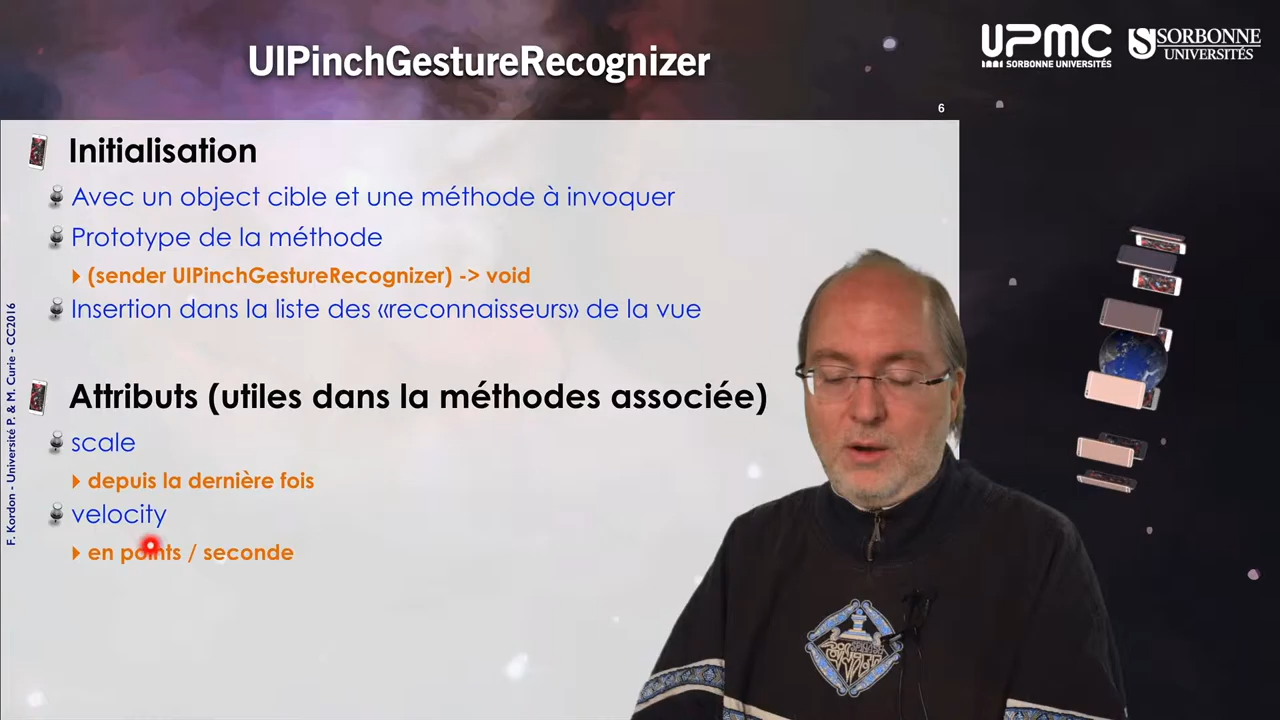 UIPinchGestureRecognizer
UPMC
SORBONNE UNIVERSITÉS
SORBONNE
UNIVERSITÉS
6
Initialisation
Avec un object cible et une méthode à invoquer
Prototype de la méthode
(sender UIPinchGestureRecognizer) -> void
Insertion dans la liste des «reconnaisseurs» de la vue
Attributs (utiles dans la méthodes associée)
scale
depuis la dernière fois
velocity
en points / seconde
F. Kordon - Université P. & M. Curie - CC2016